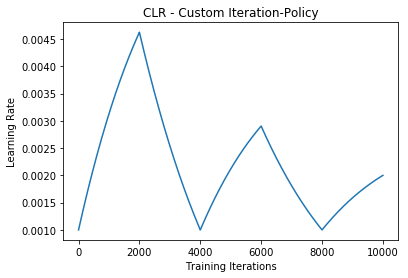 CLR - Custom Iteration-Policy
0.0045
0.0040
0.0035
0.0030
0.0025
0.0020
0.0015
0.0010
Learning Rate
0 2000 4000 6000 8000 10000
Training Iterations